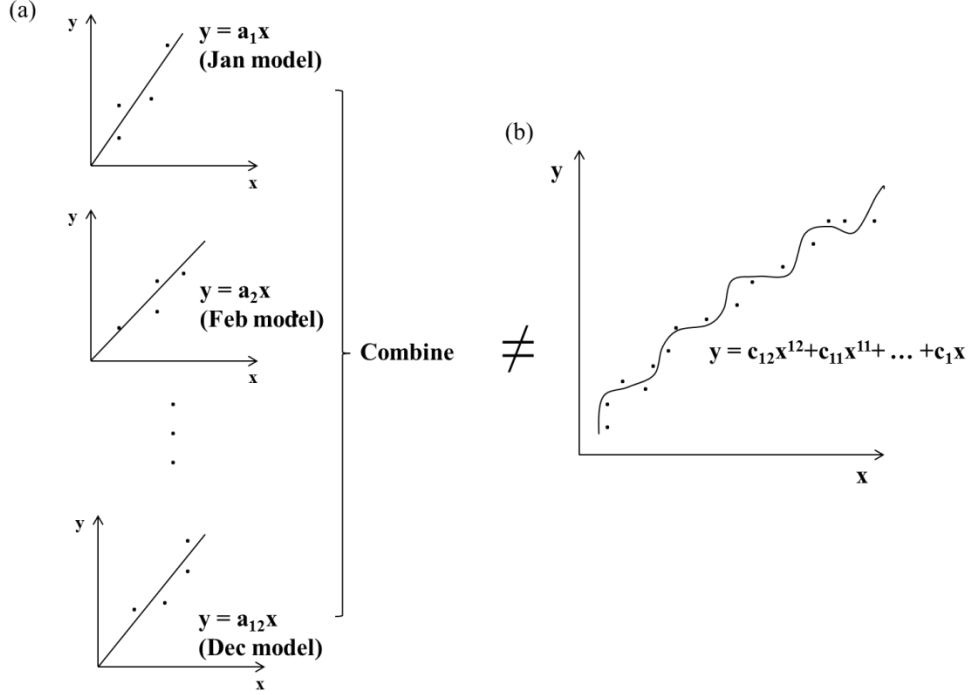 (a)
y
y = a₁x
(Jan model)
x
y
y = a₂x
(Feb model)
x
y
y = a₁₂x
(Dec model)
x
Combine
≠
(b)
y
y = c₁₂x¹²+c₁₁x¹¹+ … +c₁x
x